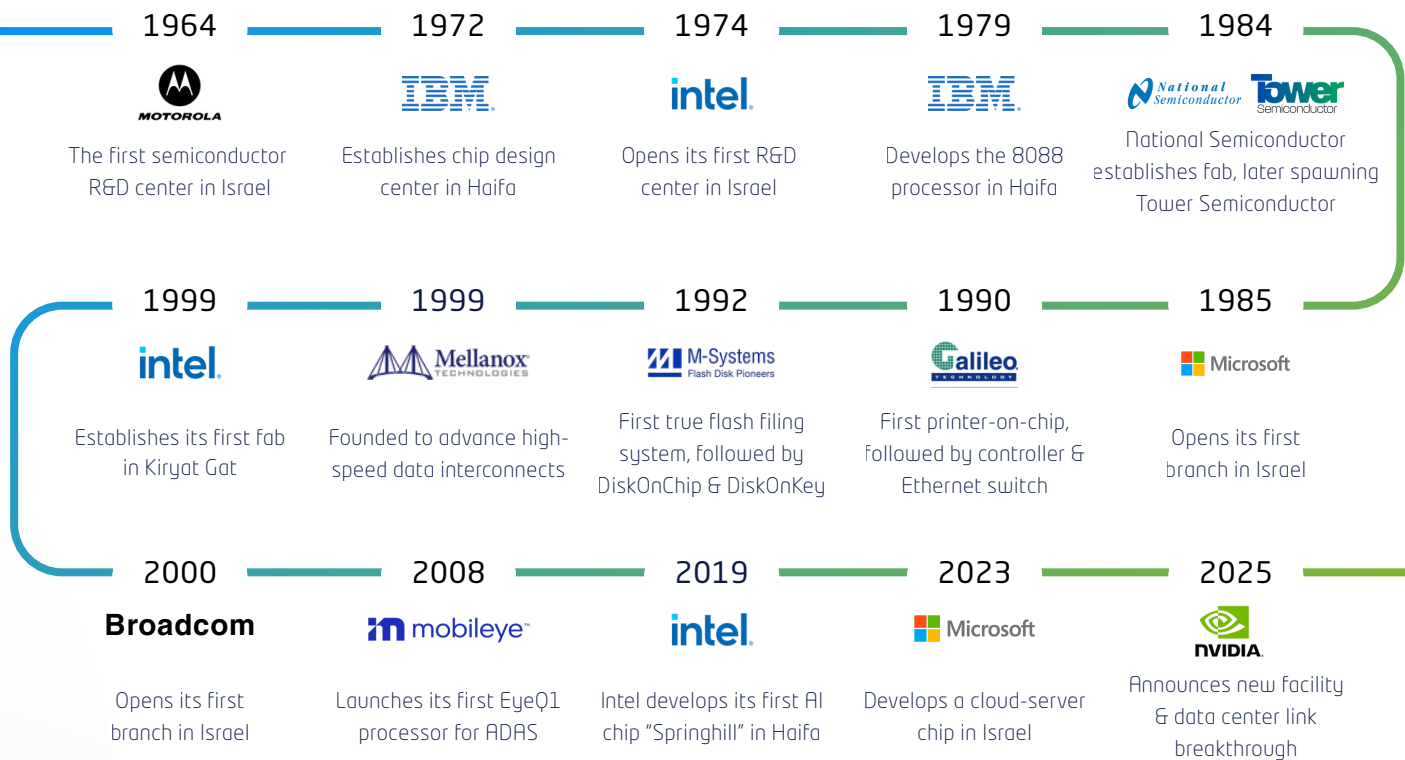 1964
MOTOROLA
The first semiconductor
R&D center in Israel
1972
IBM
Establishes chip design
center in Haifa
1974
intel.
Opens its first R&D
center in Israel
1979
IBM
Develops the 8088
processor in Haifa
1984
National
Semiconductor
Tower
Semiconductor
National Semiconductor
establishes fab, later spawning
Tower Semiconductor
1985
Microsoft
Opens its first
branch in Israel
1990
Galileo
TECHNOLOGY
First printer-on-chip,
followed by controller &
Ethernet switch
1992
M-Systems
Flash Disk Pioneers
First true flash filing
system, followed by
DiskOnChip & DiskOnKey
1999
Mellanox
TECHNOLOGIES
Founded to advance high-
speed data interconnects
1999
intel.
Establishes its first fab
in Kiryat Gat
2000
Broadcom
Opens its first
branch in Israel
2008
mobileye™
Launches its first EyeQ1
processor for ADAS
2019
intel.
Intel develops its first AI
chip “Springhill” in Haifa
2023
Microsoft
Develops a cloud-server
chip in Israel
2025
NVIDIA.
Announces new facility
& data center link
breakthrough